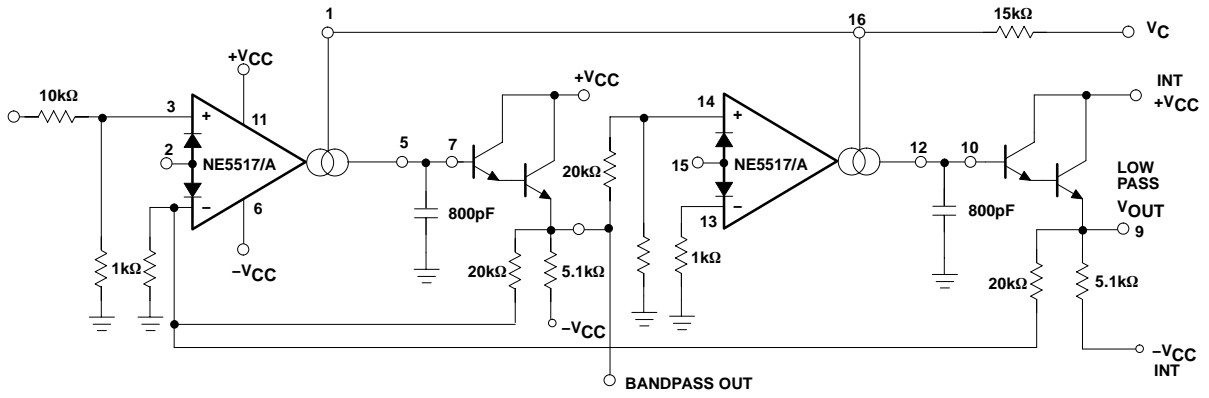 1
16
15kΩ
VC
+VCC
+VCC
INT
+VCC
10kΩ
3
+
11
14
+
2
NE5517/A
5
7
15
NE5517/A
12
10
20kΩ
LOW
PASS
VOUT
9
−
6
−
13
800pF
800pF
1kΩ
−VCC
20kΩ
5.1kΩ
1kΩ
20kΩ
5.1kΩ
−VCC
−VCC
INT
BANDPASS OUT